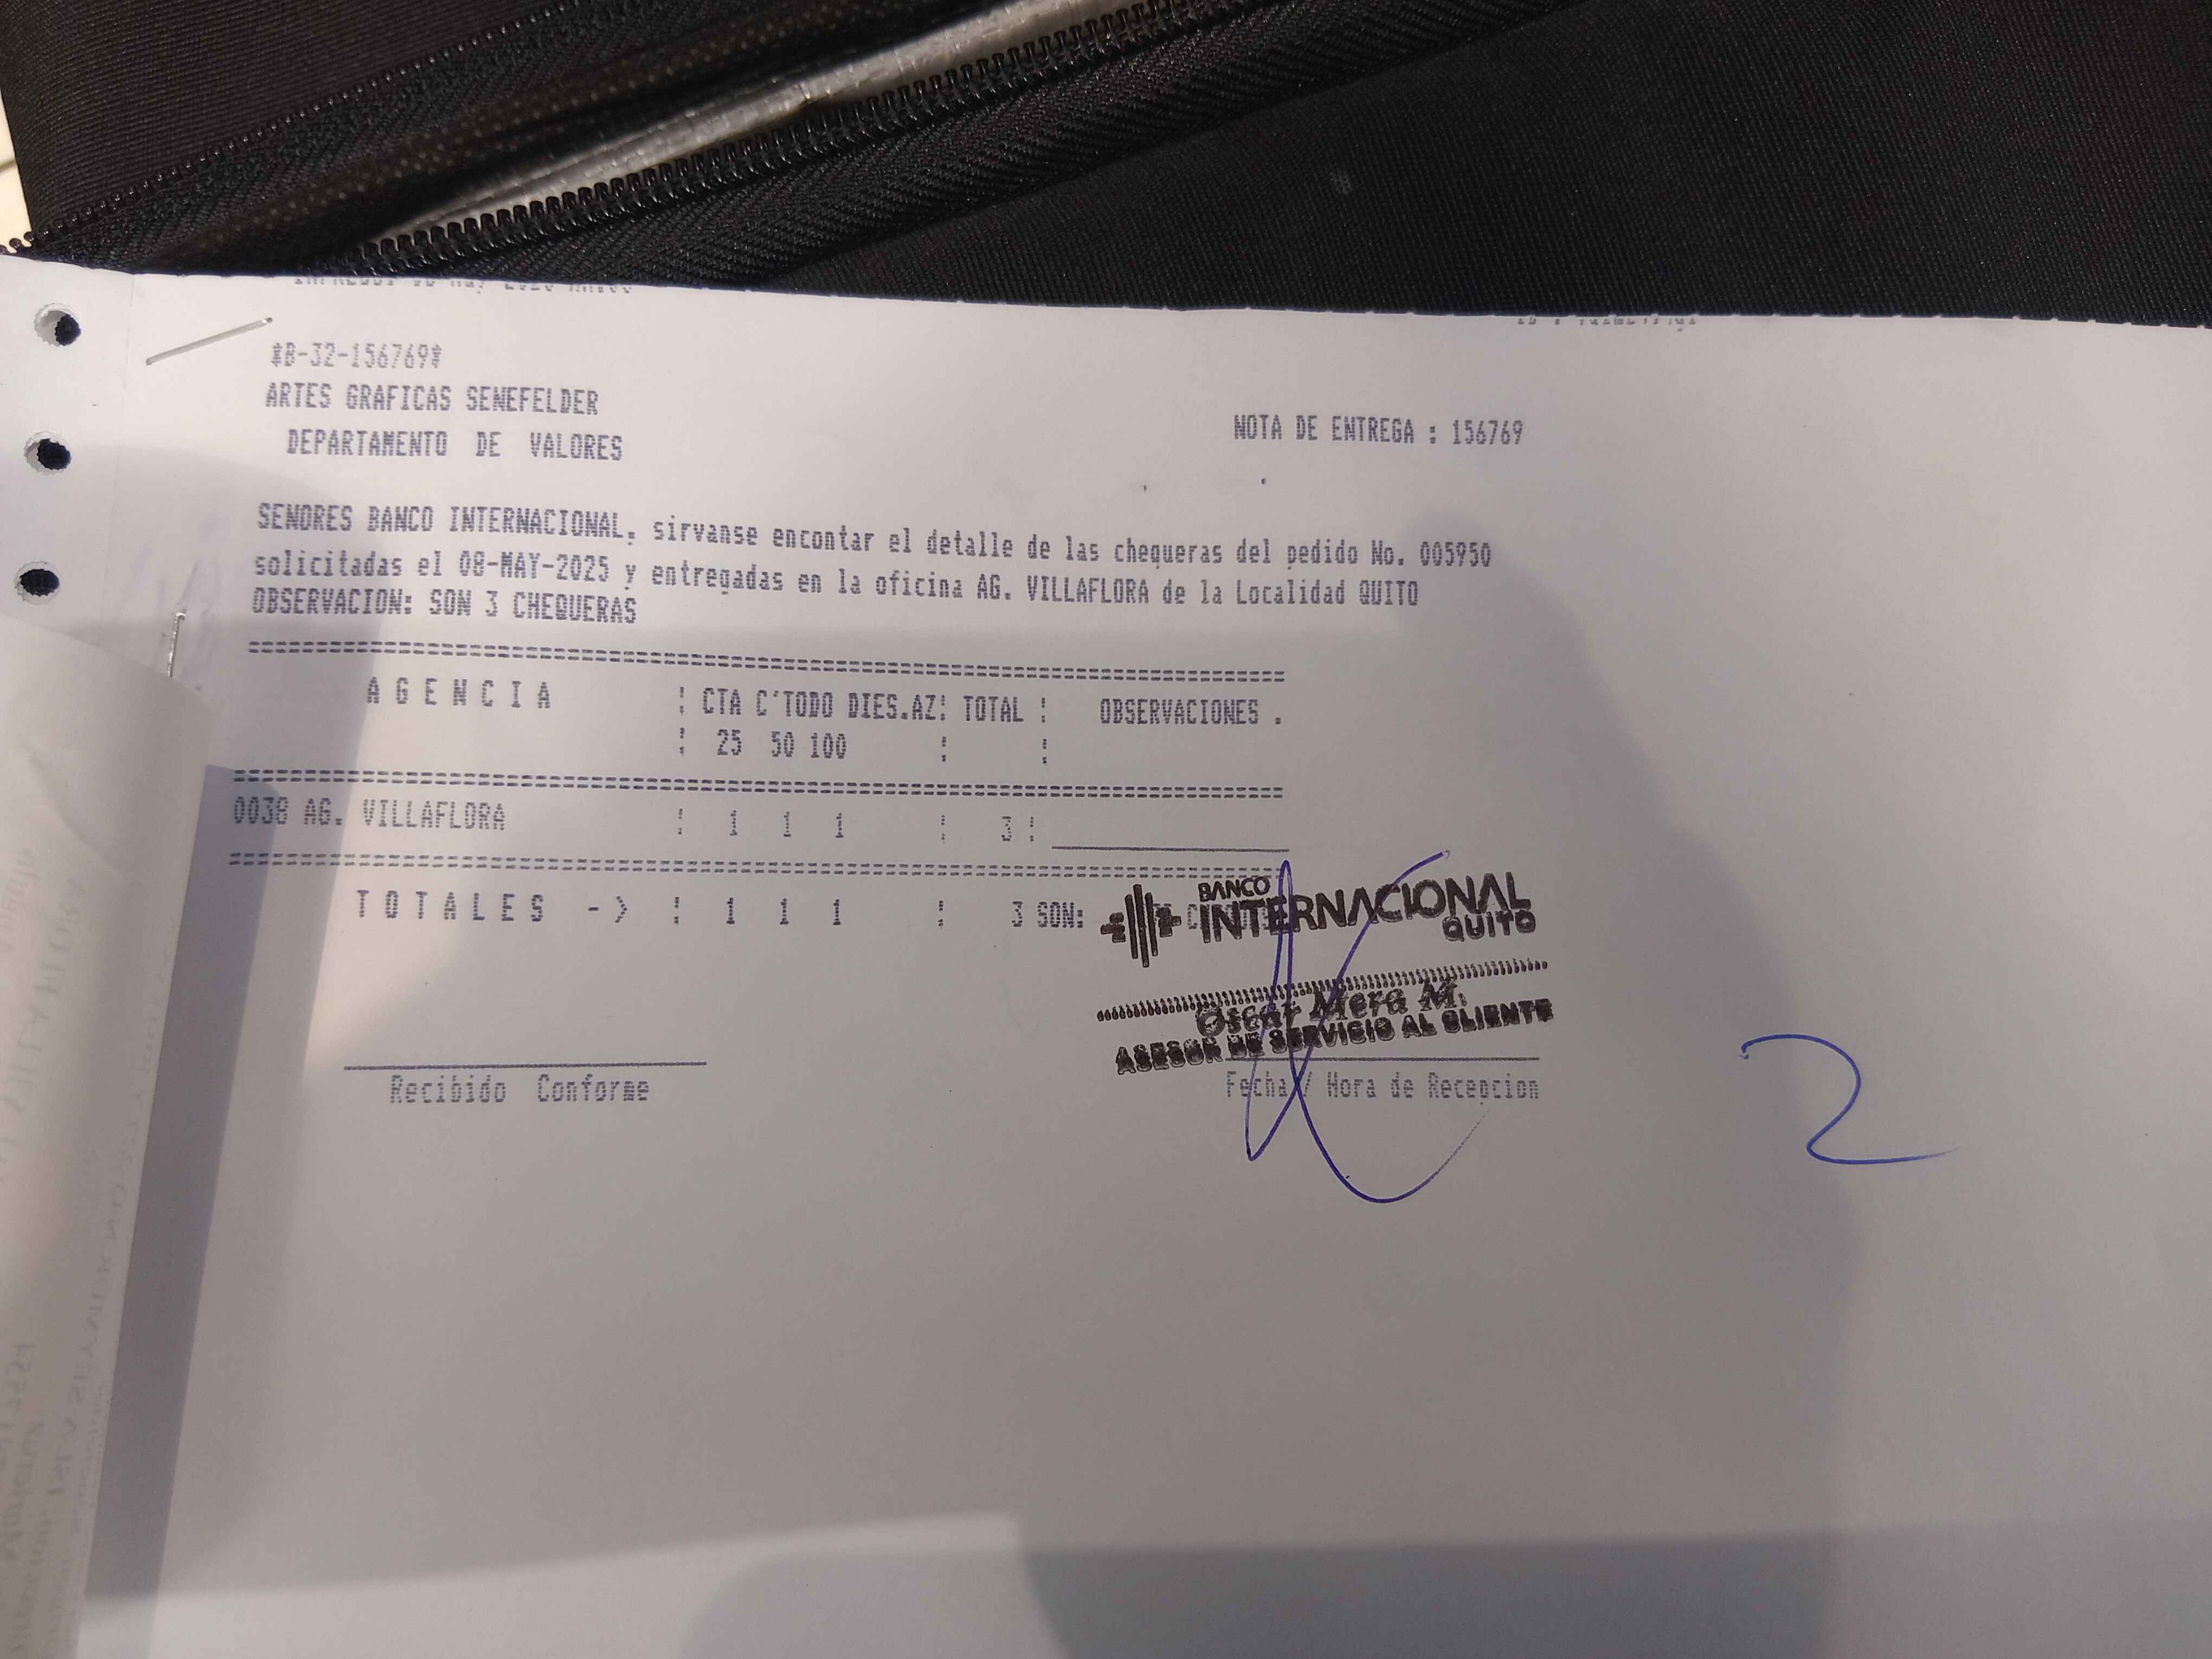 *B-32-156769*
ARTES GRAFICAS SENEFELDER
DEPARTAMENTO DE VALORES
NOTA DE ENTREGA : 156769
SENORES BANCO INTERNACIONAL, sirvanse encontar el detalle de las chequeras del pedido No. 005950
solicitadas el 08-MAY-2025 y entregadas en la oficina AG. VILLAFLORA de la Localidad QUITO
OBSERVACION: SON 3 CHEQUERAS
A G E N C I A : CTA C'TODO DIES.AZ: TOTAL : OBSERVACIONES .
: 25 50 100 : :
0038 AG. VILLAFLORA : 1 1 1 : 3 :
T O T A L E S -> : 1 1 1 : 3 SON:
BANCO
INTERNACIONAL
QUITO
Oscar Mera M.
ASESOR DE SERVICIO AL CLIENTE
Recibido Conforme
Fecha / Hora de Recepcion
2